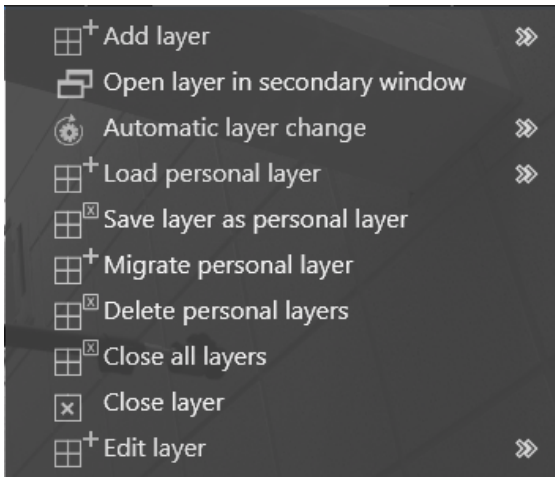 Add layer
Open layer in secondary window
Automatic layer change
Load personal layer
Save layer as personal layer
Migrate personal layer
Delete personal layers
Close all layers
Close layer
Edit layer